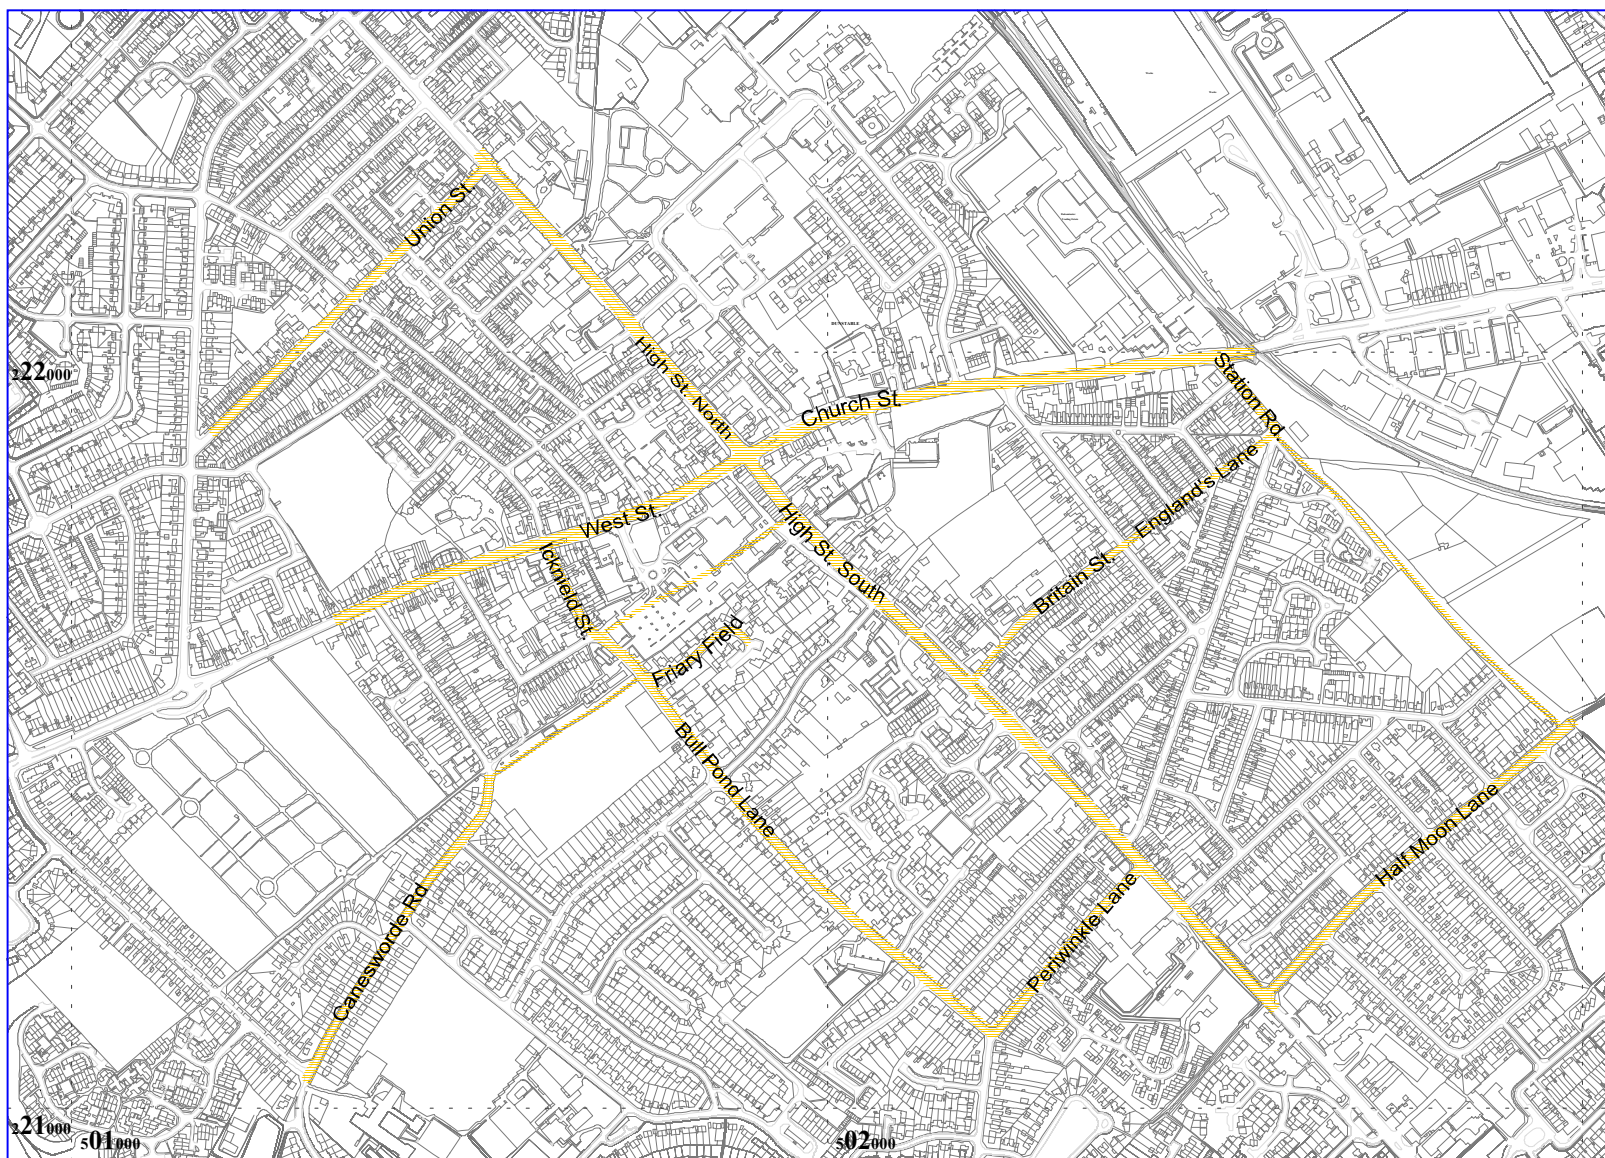 Union St.
High St. North
DUNSTABLE
222000
Church St.
Station Rd.
West St.
England's Lane
High St. South
Icknield St.
Britain St.
Friary Field
Bull Pond Lane
Half Moon Lane
Canesworde Rd
Periwinkle Lane
221000
501000
502000